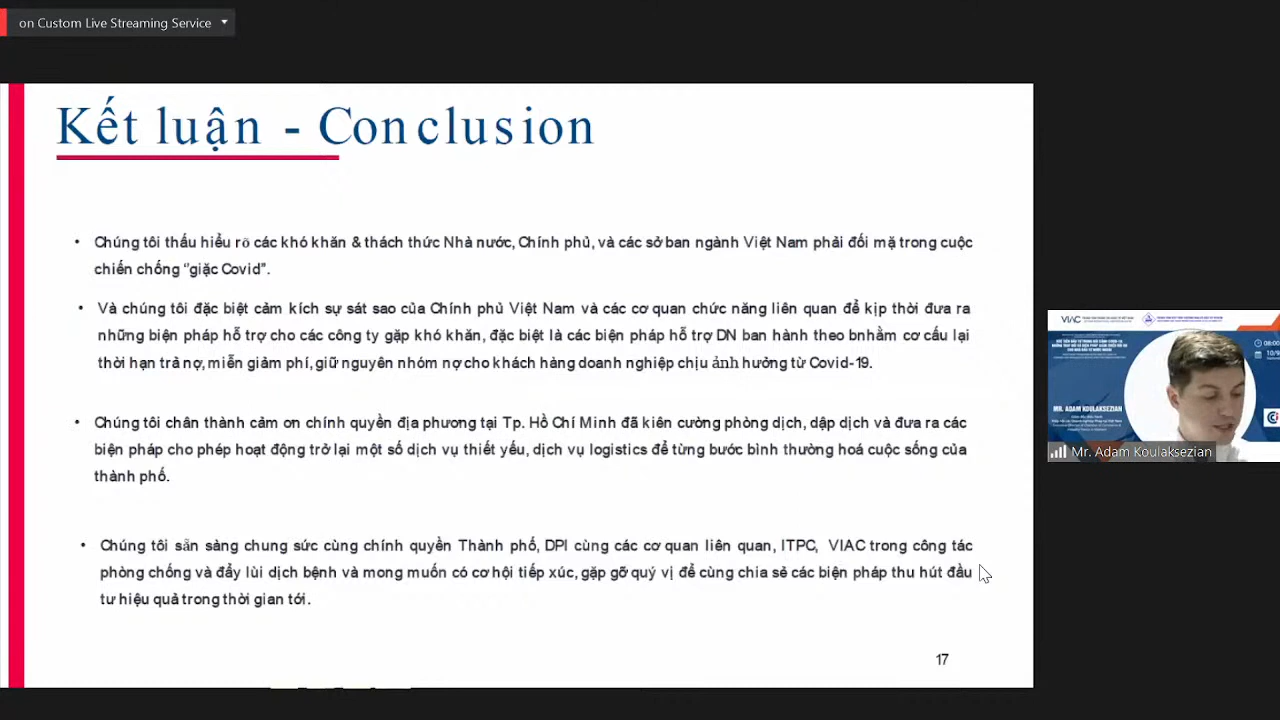 on Custom Live Streaming Service
Kết luận - Conclusion
• Chúng tôi thấu hiểu rõ các khó khăn & thách thức Nhà nước, Chính phủ, và các sở ban ngành Việt Nam phải đối mặ trong cuộc
chiến chống "giặc Covid".
• Và chúng tôi đặc biệt cảm kích sự sát sao của Chính phủ Việt Nam và các cơ quan chức năng liên quan để kịp thời đưa ra
những biện pháp hỗ trợ cho các công ty gặp khó khăn, đặc biệt là các biện pháp hỗ trợ DN ban hành theo bnhằm cơ cấu lại
thời hạn trả nợ, miễn giảm phí, giữ nguyên nhóm nợ cho khách hàng doanh nghiệp chịu ảnh hưởng từ Covid-19.
• Chúng tôi chân thành cảm ơn chính quyền địa phương tại Tp. Hồ Chí Minh đã kiên cường phòng dịch, dập dịch và đưa ra các
biện pháp cho phép hoạt động trở lại một số dịch vụ thiết yếu, dịch vụ logistics để từng bước bình thường hoá cuộc sống của
thành phố.
• Chúng tôi sẵn sàng chung sức cùng chính quyền Thành phố, DPI cùng các cơ quan liên quan, ITPC, VIAC trong công tác
phòng chống và đẩy lùi dịch bệnh và mong muốn có cơ hội tiếp xúc, gặp gỡ quý vị để cùng chia sẻ các biện pháp thu hút đầu
tư hiệu quả trong thời gian tới.
17
VIAC
MR. ADAM KOULAKSEZIAN
Mr. Adam Koulaksezian